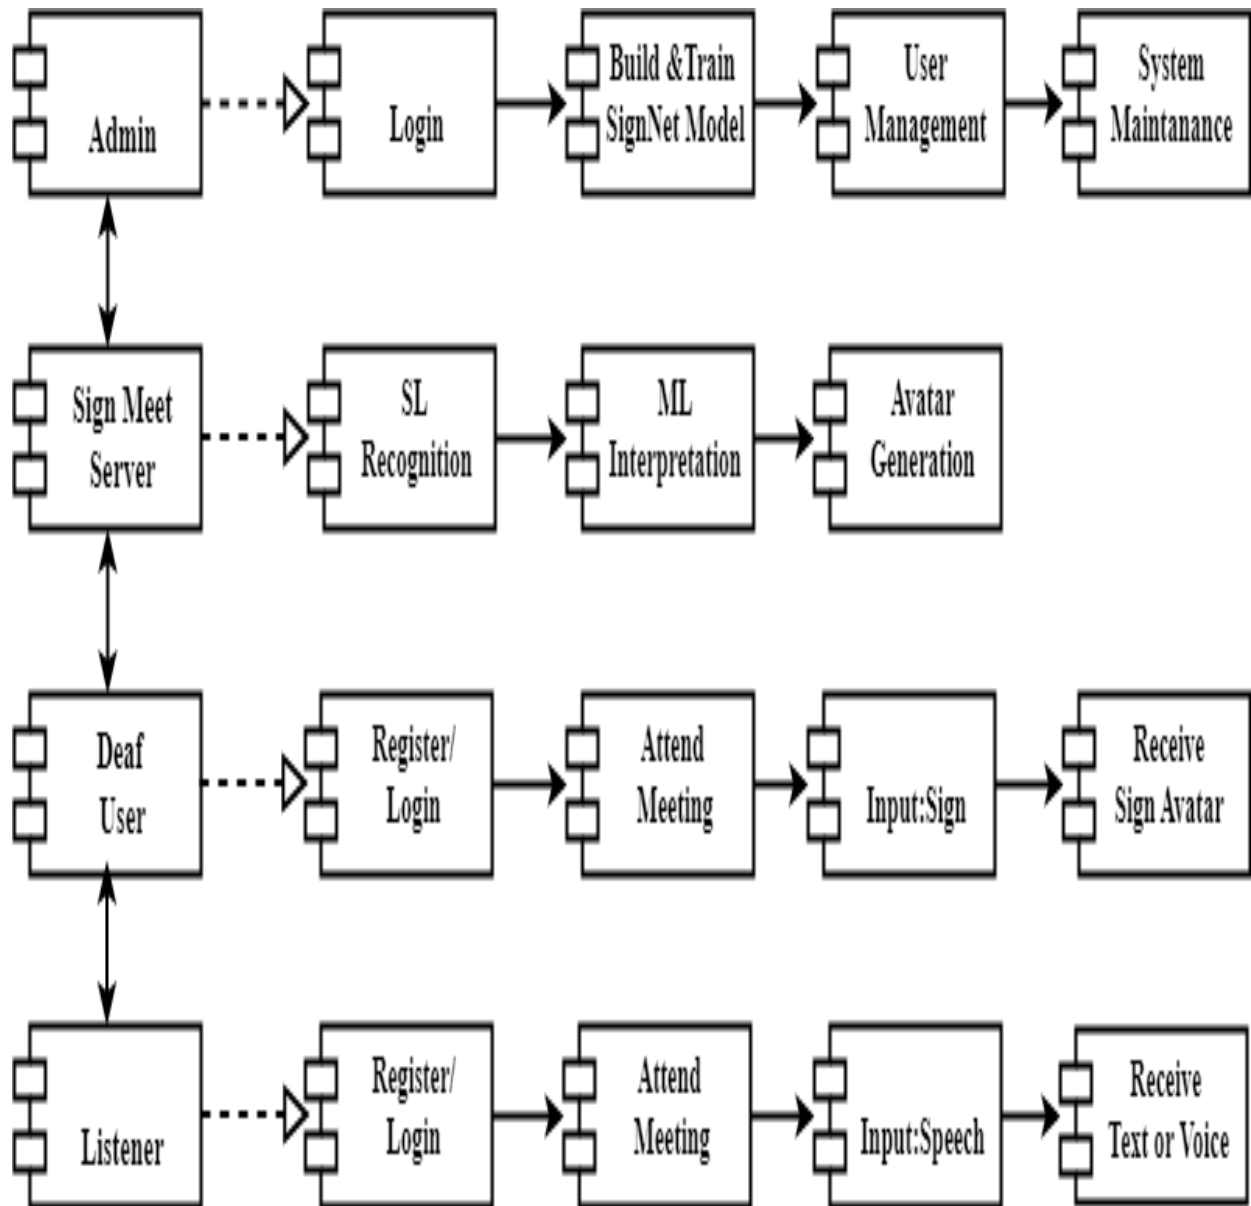 Admin
Login
Build &Train
SignNet Model
User
Management
System
Maintanance
Sign Meet
Server
SL
Recognition
ML
Interpretation
Avatar
Generation
Deaf
User
Register/
Login
Attend
Meeting
Input:Sign
Receive
Sign Avatar
Listener
Register/
Login
Attend
Meeting
Input:Speech
Receive
Text or Voice